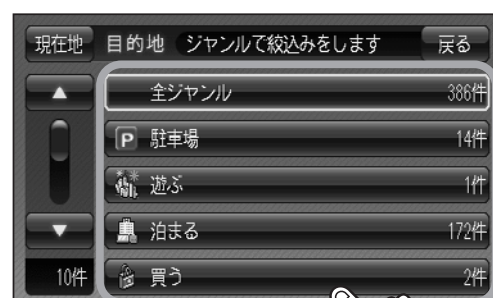 現在地 目的地 ジャンルで絞込みをします 戻る
全ジャンル 386件
P 駐車場 14件
遊ぶ 1件
泊まる 172件
10件 買う 2件